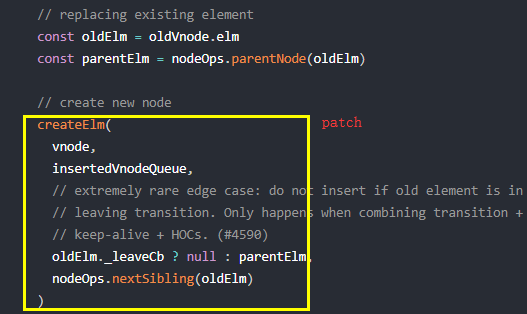 // replacing existing element
const oldElm = oldVnode.elm
const parentElm = nodeOps.parentNode(oldElm)
// create new node
createElm(
patch
vnode,
insertedVnodeQueue,
// extremely rare edge case: do not insert if old element is in
// leaving transition. Only happens when combining transition +
// keep-alive + HOCs. (#4590)
oldElm._leaveCb ? null : parentElm,
nodeOps.nextSibling(oldElm)
)